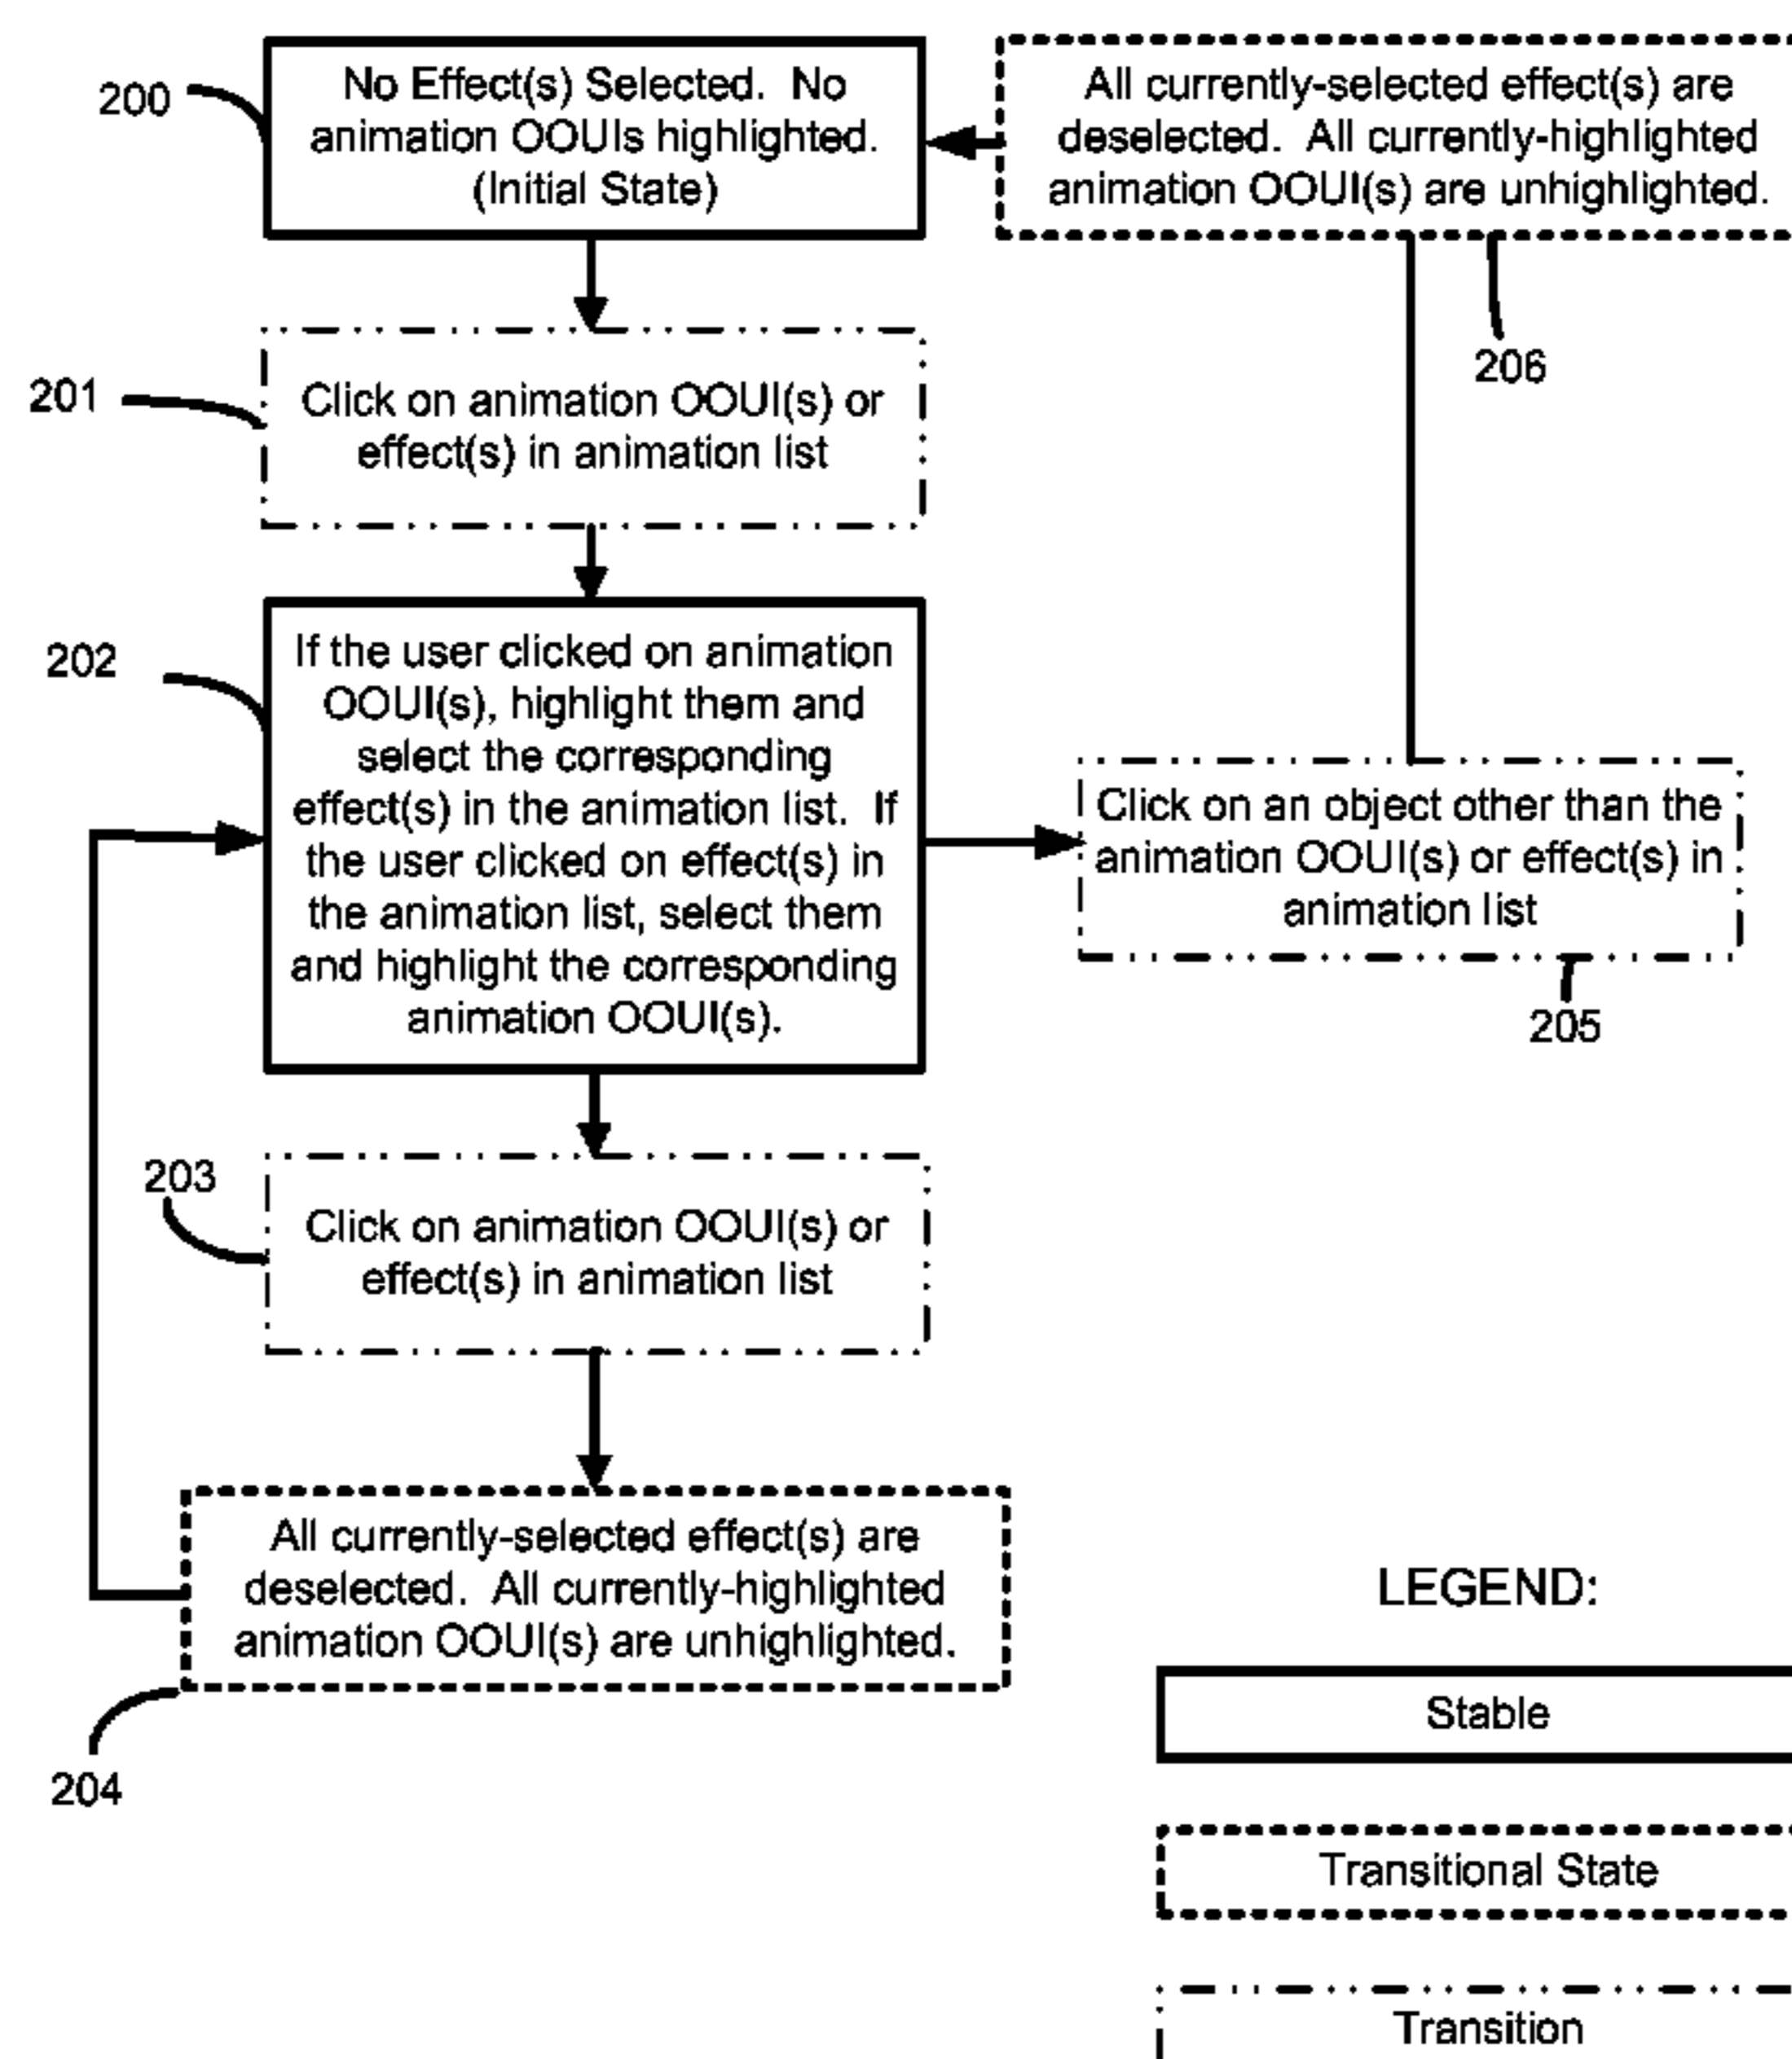 200
No Effect(s) Selected. No
animation OOUIs highlighted.
(Initial State)
All currently-selected effect(s) are
deselected. All currently-highlighted
animation OOUI(s) are unhighlighted.
206
201
Click on animation OOUI(s) or
effect(s) in animation list
202
If the user clicked on animation
OOUI(s), highlight them and
select the corresponding
effect(s) in the animation list. If
the user clicked on effect(s) in
the animation list, select them
and highlight the corresponding
animation OOUI(s).
Click on an object other than the
animation OOUI(s) or effect(s) in
animation list
205
203
Click on animation OOUI(s) or
effect(s) in animation list
All currently-selected effect(s) are
deselected. All currently-highlighted
animation OOUI(s) are unhighlighted.
204
LEGEND:
Stable
Transitional State
Transition